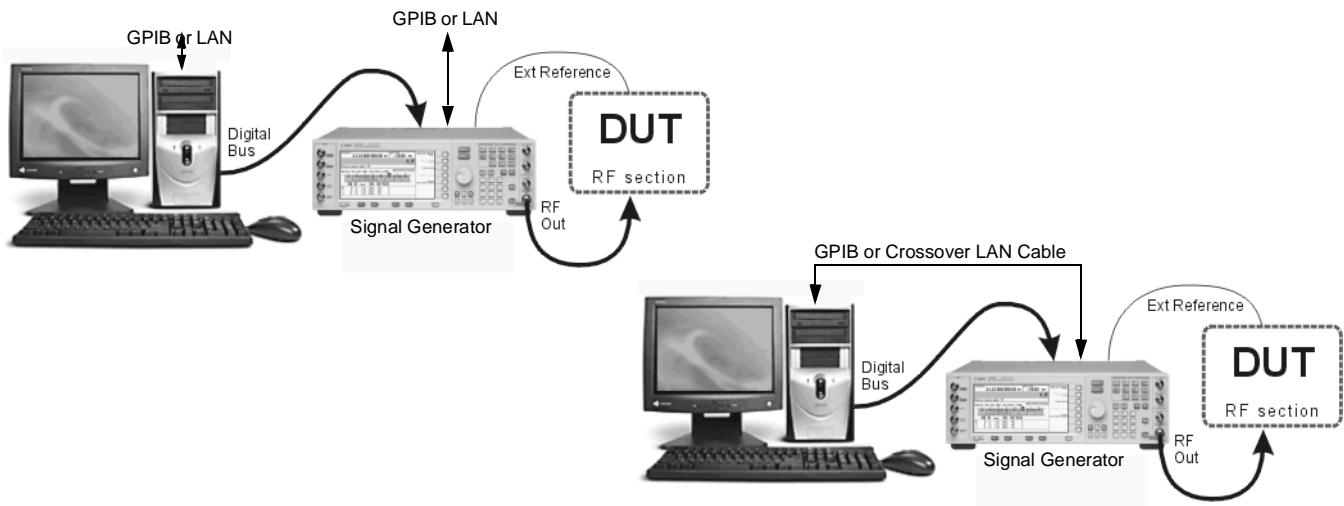 GPIB or LAN
GPIB or LAN
Ext Reference
Digital
Bus
DUT
RF section
RF
Out
Signal Generator
GPIB or Crossover LAN Cable
Ext Reference
Digital
Bus
DUT
RF section
RF
Out
Signal Generator